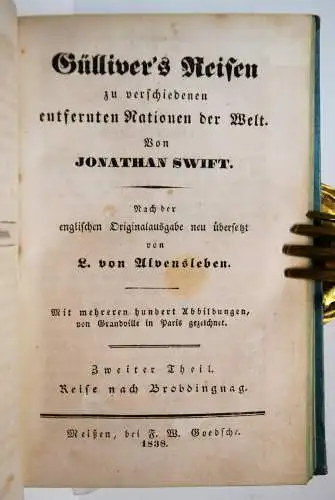 Gülliver's Reisen
zu verschiedenen
entfernten Nationen der Welt.
Von
JONATHAN SWIFT.
Nach der
englischen Originalausgabe neu übersetzt
von
L. von Alvensleben.
Mit mehreren hundert Abbildungen,
von Grandville in Paris gezeichnet.
Zweiter Theil.
Reise nach Brobdingnag.
Meißen, bei F. W. Goedsche.
1838.